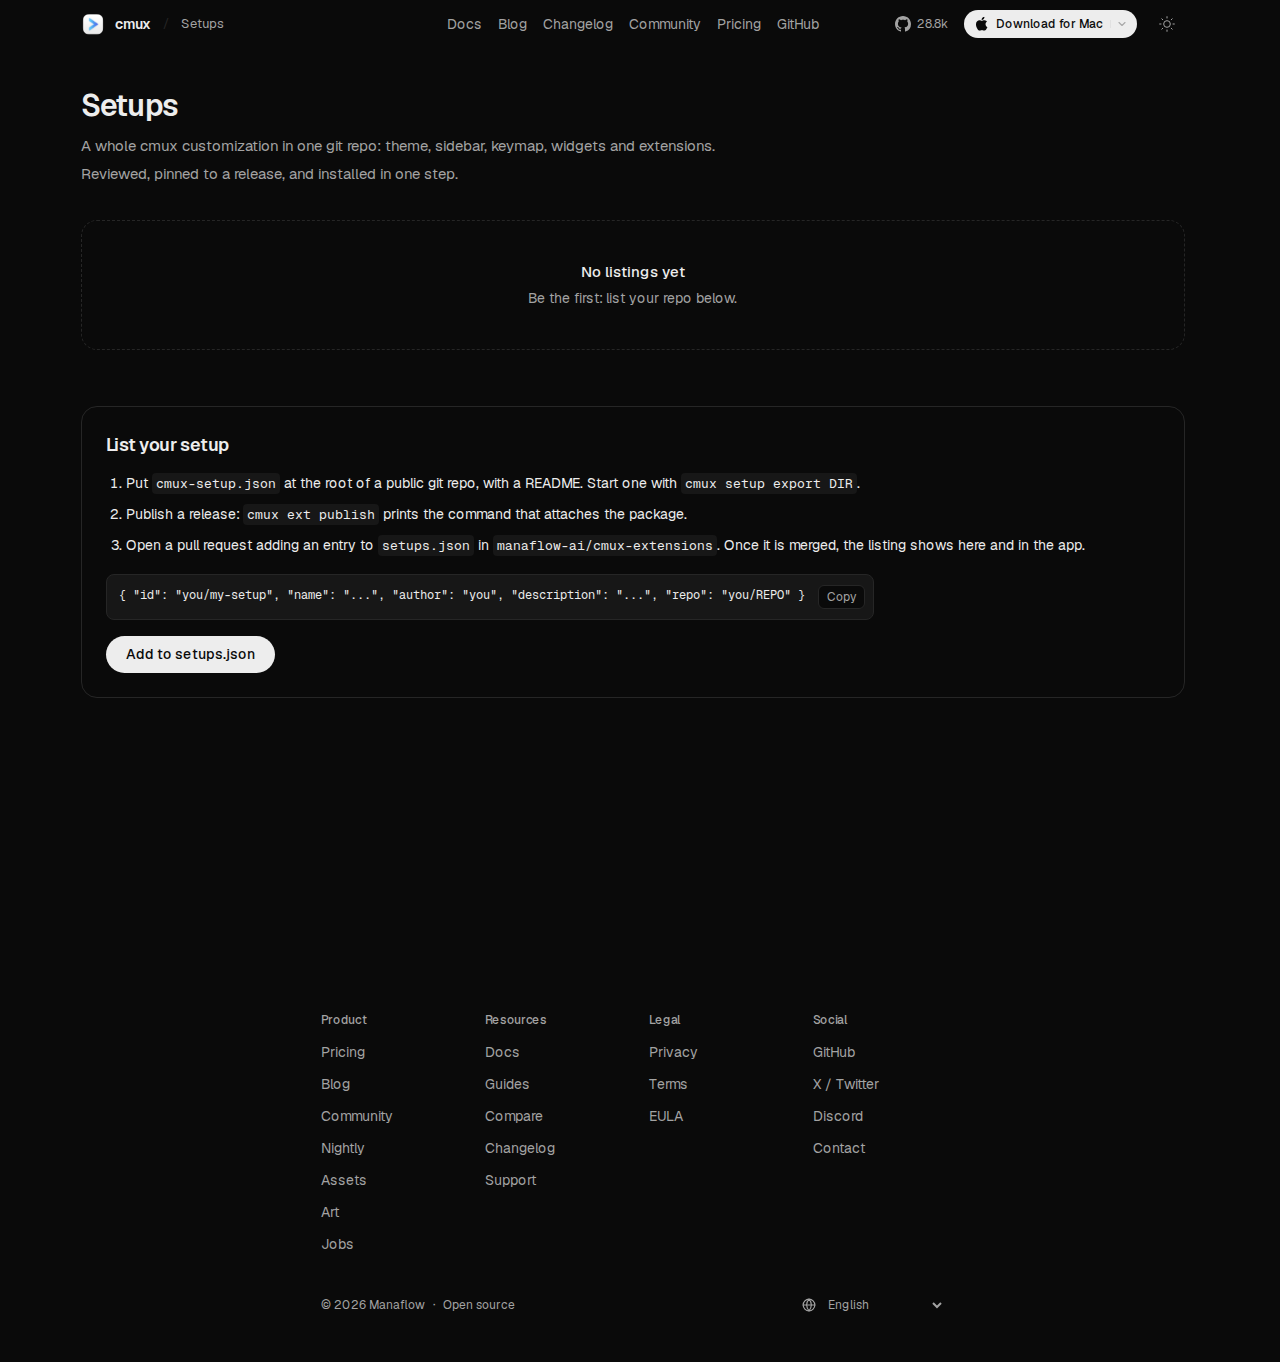 cmux / Setups
Docs Blog Changelog Community Pricing GitHub
28.8k
Download for Mac
Setups
A whole cmux customization in one git repo: theme, sidebar, keymap, widgets and extensions.
Reviewed, pinned to a release, and installed in one step.
No listings yet
Be the first: list your repo below.
List your setup
1. Put cmux-setup.json at the root of a public git repo, with a README. Start one with cmux setup export DIR.
2. Publish a release: cmux ext publish prints the command that attaches the package.
3. Open a pull request adding an entry to setups.json in manaflow-ai/cmux-extensions. Once it is merged, the listing shows here and in the app.
{ "id": "you/my-setup", "name": "...", "author": "you", "description": "...", "repo": "you/REPO" }
Copy
Add to setups.json
Product
Pricing
Blog
Community
Nightly
Assets
Art
Jobs
Resources
Docs
Guides
Compare
Changelog
Support
Legal
Privacy
Terms
EULA
Social
GitHub
X / Twitter
Discord
Contact
© 2026 Manaflow · Open source
English